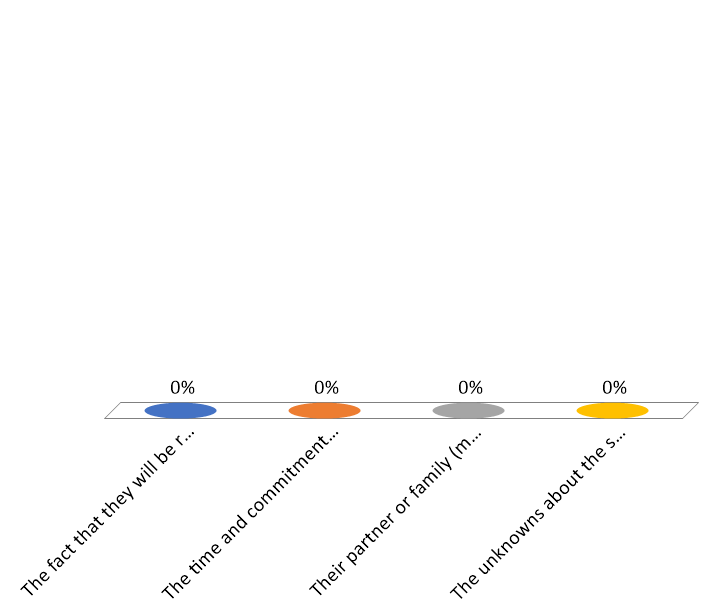 0%
0%
0%
0%
The fact that they will be r...
The time and commitment...
Their partner or family (m...
The unknowns about the s...